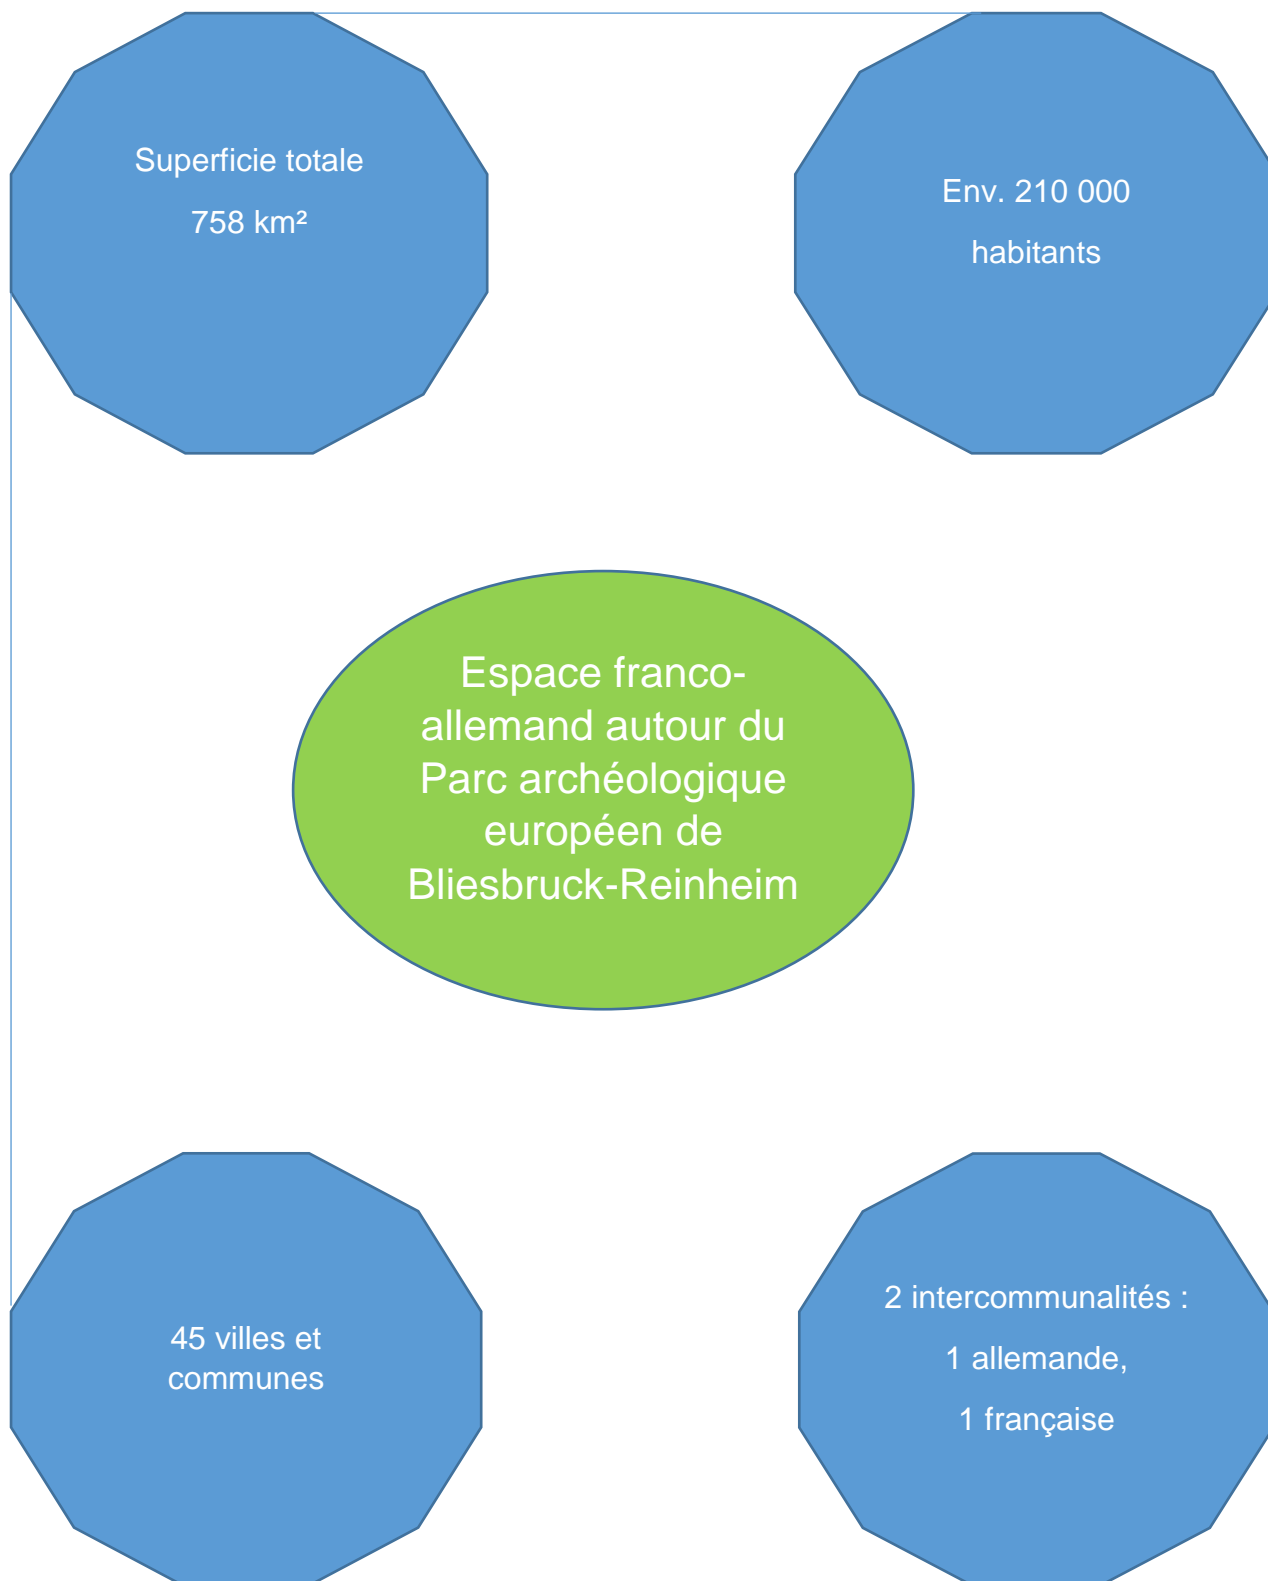 Superficie totale
758 km²
Env. 210 000
habitants
Espace franco-
allemand autour du
Parc archéologique
européen de
Bliesbruck-Reinheim
45 villes et
communes
2 intercommunalités :
1 allemande,
1 française